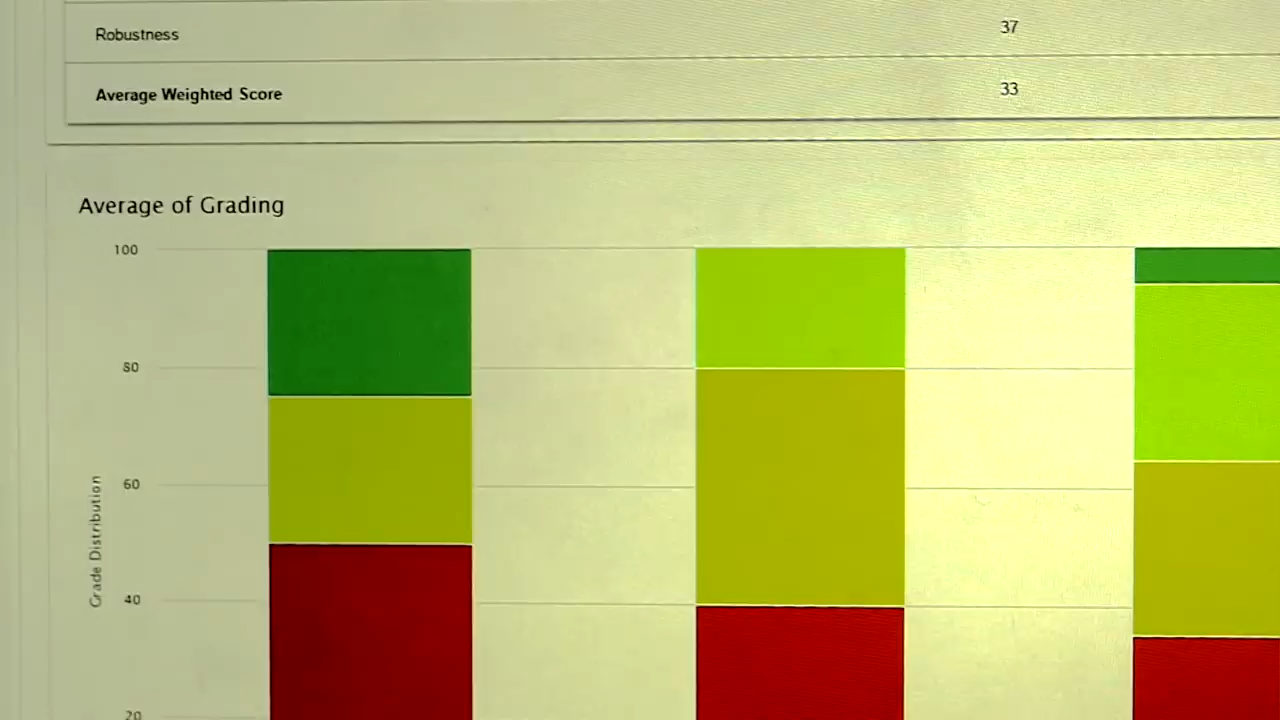 Robustness 37
Average Weighted Score 33
Average of Grading
100
80
60
40
20
Grade Distribution